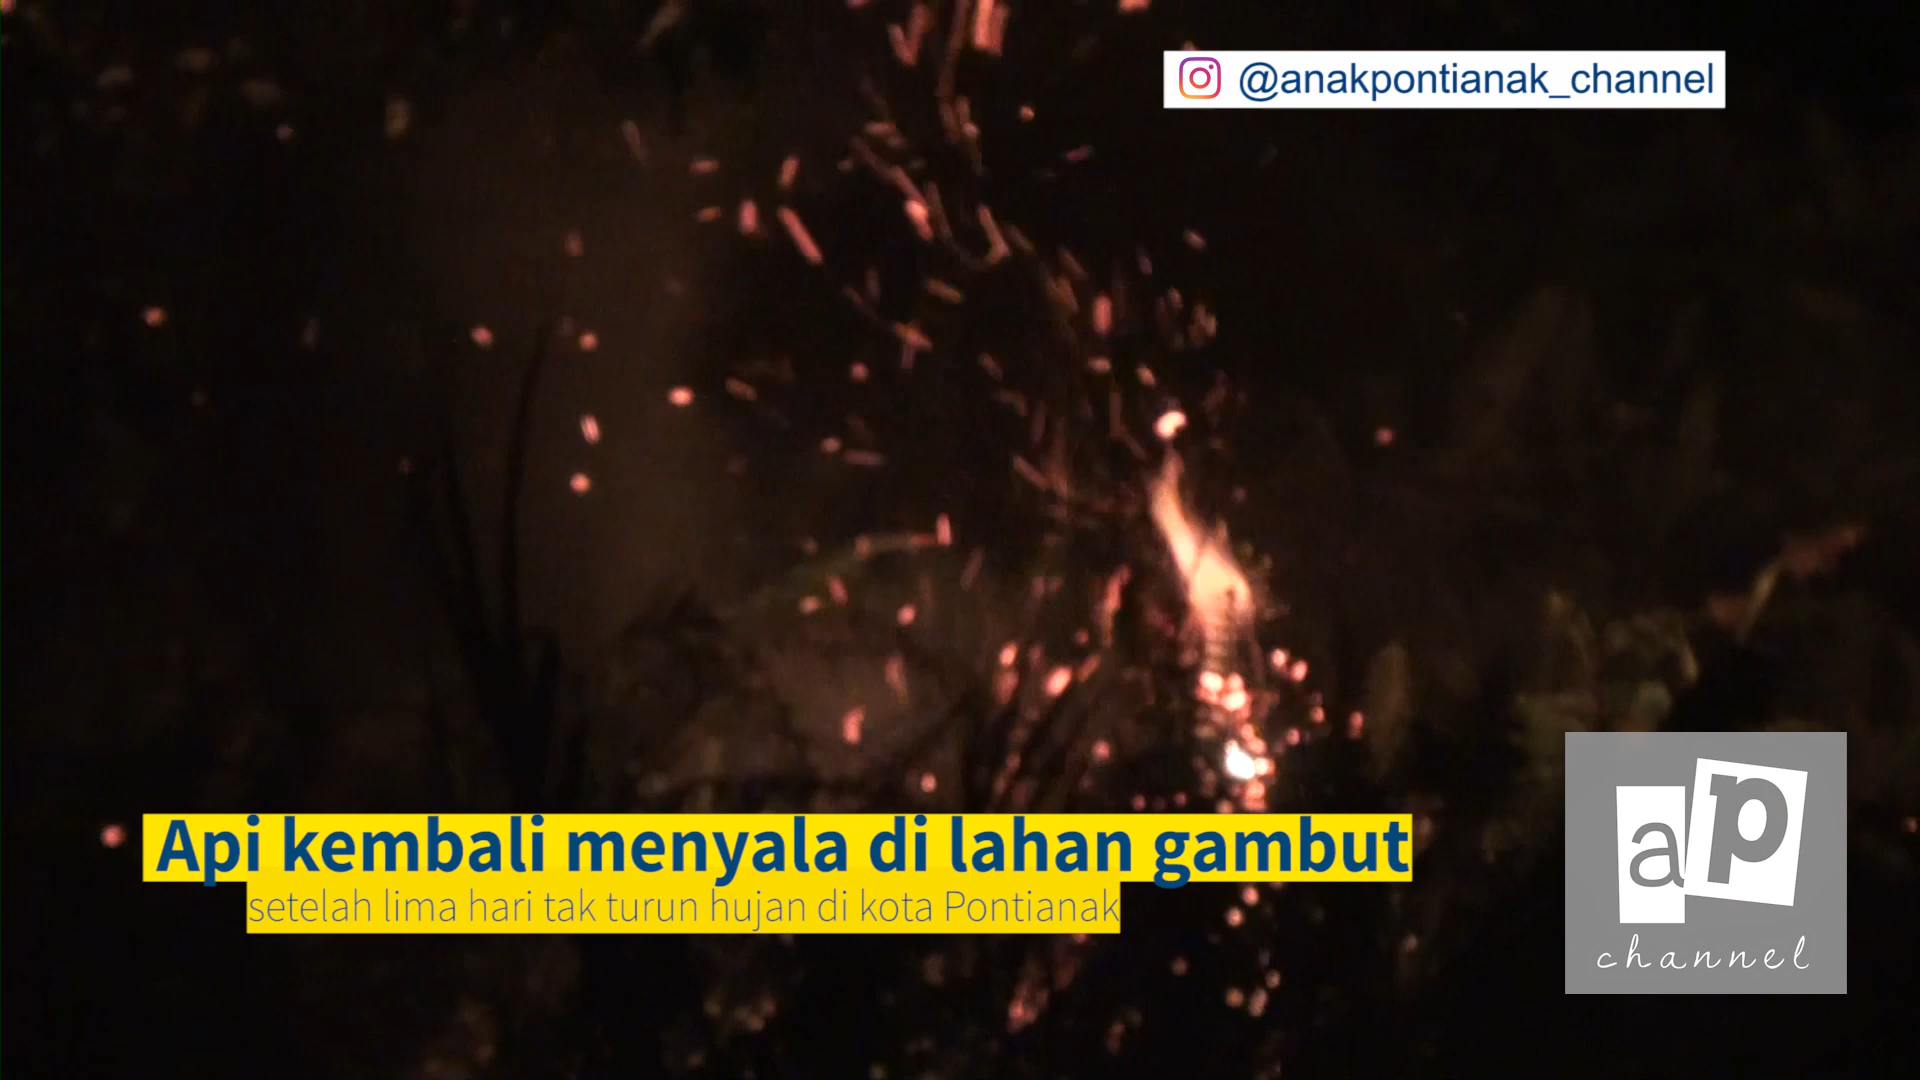 @anakpontianak_channel
Api kembali menyala di lahan gambut
setelah lima hari tak turun hujan di kota Pontianak
ap
channel